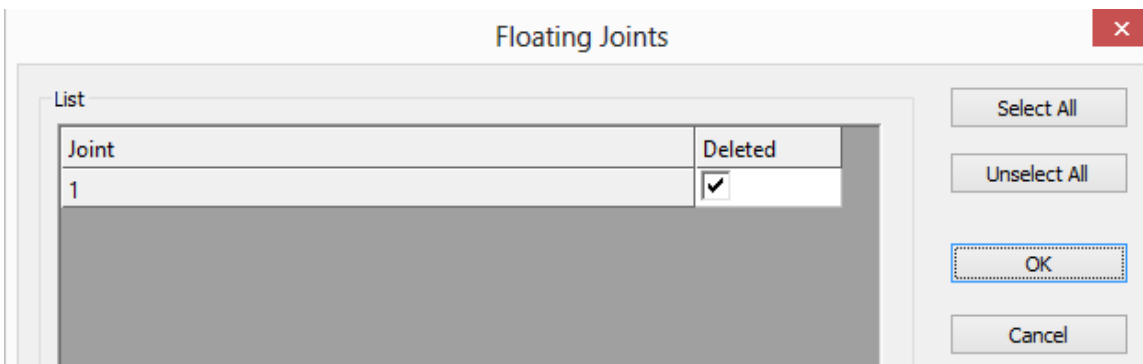 Floating Joints
List
Joint Deleted
1
Select All
Unselect All
OK
Cancel